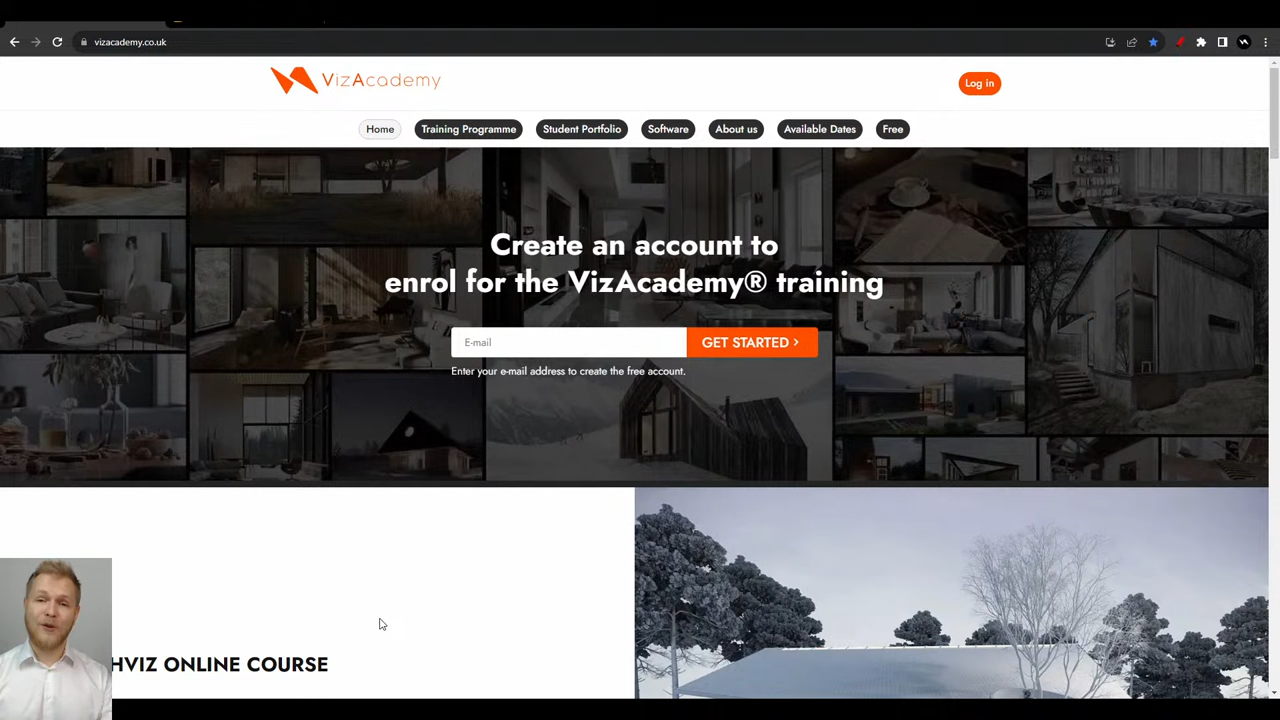 vizacademy.co.uk
VizAcademy
Log in
Home
Training Programme
Student Portfolio
Software
About us
Available Dates
Free
Create an account to
enrol for the VizAcademy® training
E-mail
GET STARTED ›
Enter your e-mail address to create the free account.
HVIZ ONLINE COURSE